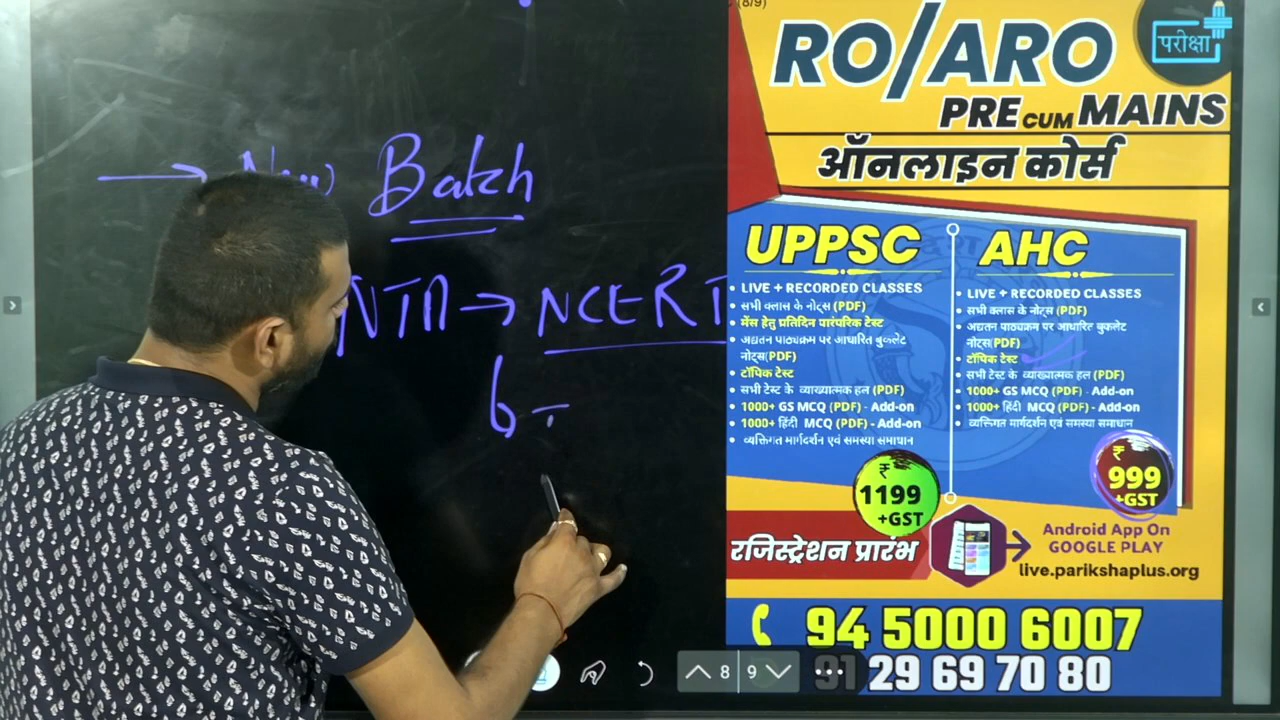 (8/9)
परीक्षा
RO/ARO
PRE CUM MAINS
ऑनलाइन कोर्स
Batch
NCERT
UPPSC
• LIVE + RECORDED CLASSES
• सभी क्लास के नोट्स (PDF)
• मेंस हेतु प्रतिदिन पारंपरिक टेस्ट
• अद्यतन पाठ्यक्रम पर आधारित बुकलेट
नोट्स(PDF)
• टॉपिक टेस्ट
• सभी टेस्ट के व्याख्यात्मक हल (PDF)
• 1000+ GS MCQ (PDF) - Add-on
• 1000+ हिंदी MCQ (PDF) - Add-on
• व्यक्तिगत मार्गदर्शन एवं समस्या समाधान
₹
1199
+GST
AHC
• LIVE + RECORDED CLASSES
• सभी क्लास के नोट्स (PDF)
• अद्यतन पाठ्यक्रम पर आधारित बुकलेट
नोट्स(PDF)
• टॉपिक टेस्ट
• सभी टेस्ट के व्याख्यात्मक हल (PDF)
• 1000+ GS MCQ (PDF) - Add-on
• 1000+ हिंदी MCQ (PDF) - Add-on
• व्यक्तिगत मार्गदर्शन एवं समस्या समाधान
₹
999
+GST
रजिस्ट्रेशन प्रारंभ
Android App On
GOOGLE PLAY
live.parikshaplus.org
94 5000 6007
91 29 69 70 80
8 9